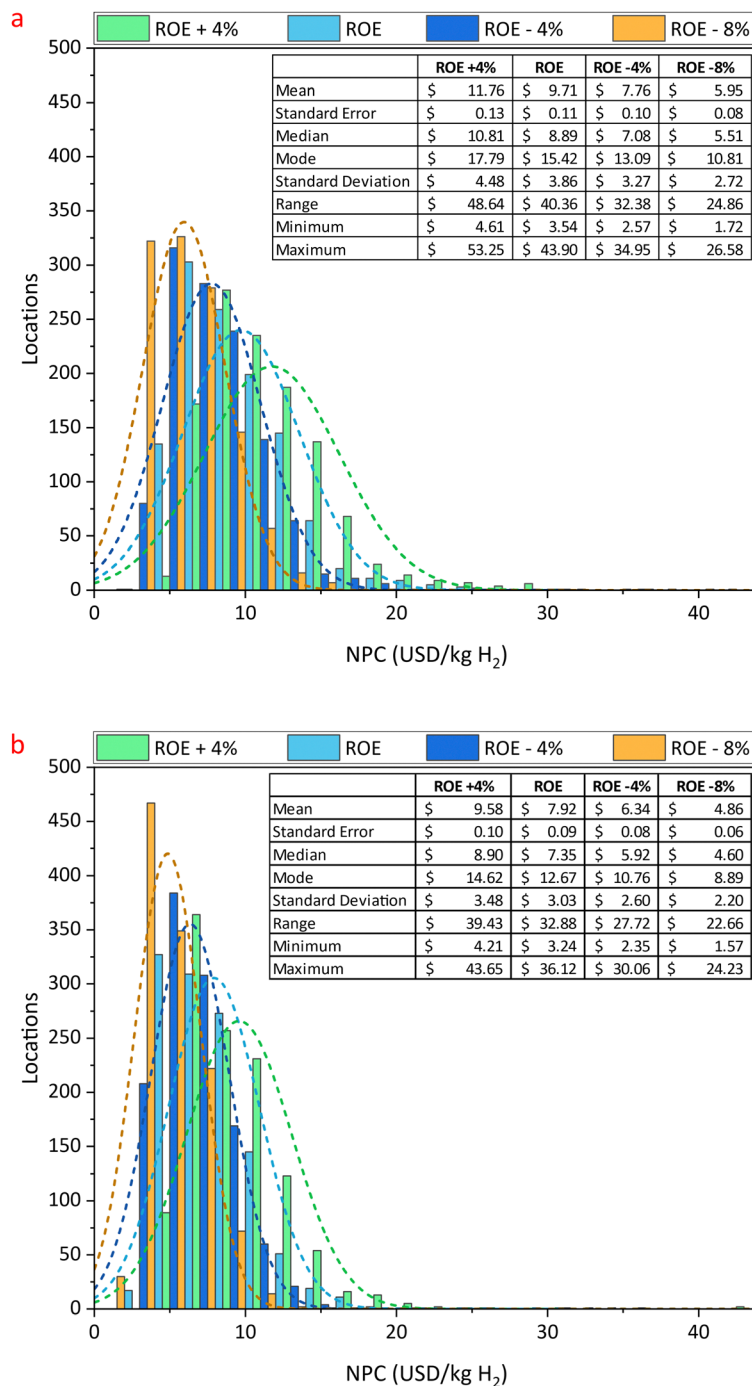 a
ROE + 4% ROE ROE - 4% ROE - 8%
ROE +4% ROE ROE -4% ROE -8%
Mean $ 11.76 $ 9.71 $ 7.76 $ 5.95
Standard Error $ 0.13 $ 0.11 $ 0.10 $ 0.08
Median $ 10.81 $ 8.89 $ 7.08 $ 5.51
Mode $ 17.79 $ 15.42 $ 13.09 $ 10.81
Standard Deviation $ 4.48 $ 3.86 $ 3.27 $ 2.72
Range $ 48.64 $ 40.36 $ 32.38 $ 24.86
Minimum $ 4.61 $ 3.54 $ 2.57 $ 1.72
Maximum $ 53.25 $ 43.90 $ 34.95 $ 26.58
500
450
400
350
300
250
200
150
100
50
0
Locations
0 10 20 30 40
NPC (USD/kg H₂)
b
ROE + 4% ROE ROE - 4% ROE - 8%
ROE +4% ROE ROE -4% ROE -8%
Mean $ 9.58 $ 7.92 $ 6.34 $ 4.86
Standard Error $ 0.10 $ 0.09 $ 0.08 $ 0.06
Median $ 8.90 $ 7.35 $ 5.92 $ 4.60
Mode $ 14.62 $ 12.67 $ 10.76 $ 8.89
Standard Deviation $ 3.48 $ 3.03 $ 2.60 $ 2.20
Range $ 39.43 $ 32.88 $ 27.72 $ 22.66
Minimum $ 4.21 $ 3.24 $ 2.35 $ 1.57
Maximum $ 43.65 $ 36.12 $ 30.06 $ 24.23
500
450
400
350
300
250
200
150
100
50
0
Locations
0 10 20 30 40
NPC (USD/kg H₂)